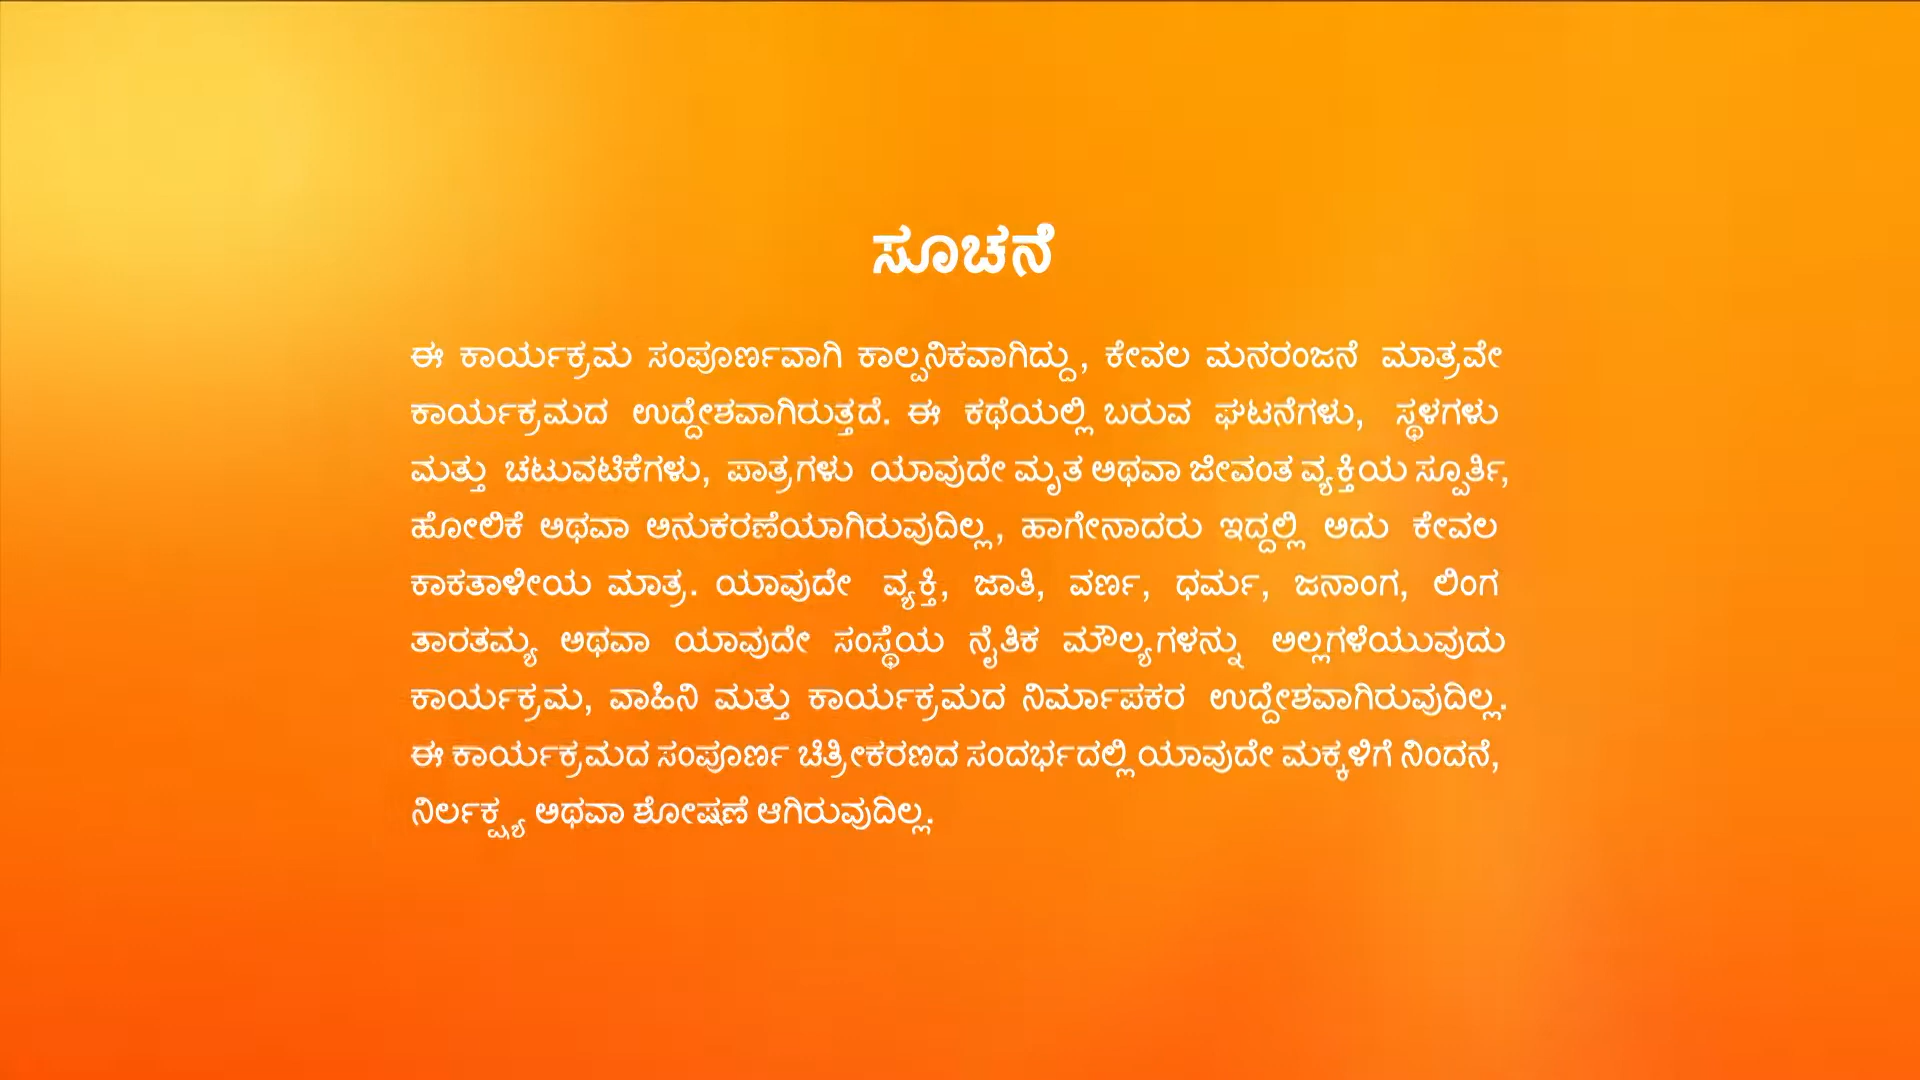 ಸೂಚನೆ
ಈ ಕಾರ್ಯಕ್ರಮ ಸಂಪೂರ್ಣವಾಗಿ ಕಾಲ್ಪನಿಕವಾಗಿದ್ದು, ಕೇವಲ ಮನರಂಜನೆ ಮಾತ್ರವೇ
ಕಾರ್ಯಕ್ರಮದ ಉದ್ದೇಶವಾಗಿರುತ್ತದೆ. ಈ ಕಥೆಯಲ್ಲಿ ಬರುವ ಘಟನೆಗಳು, ಸ್ಥಳಗಳು
ಮತ್ತು ಚಟುವಟಿಕೆಗಳು, ಪಾತ್ರಗಳು ಯಾವುದೇ ಮೃತ ಅಥವಾ ಜೀವಂತ ವ್ಯಕ್ತಿಯ ಸ್ಪೂರ್ತಿ,
ಹೋಲಿಕೆ ಅಥವಾ ಅನುಕರಣೆಯಾಗಿರುವುದಿಲ್ಲ, ಹಾಗೇನಾದರು ಇದ್ದಲ್ಲಿ ಅದು ಕೇವಲ
ಕಾಕತಾಳೀಯ ಮಾತ್ರ. ಯಾವುದೇ ವ್ಯಕ್ತಿ, ಜಾತಿ, ವರ್ಣ, ಧರ್ಮ, ಜನಾಂಗ, ಲಿಂಗ
ತಾರತಮ್ಯ ಅಥವಾ ಯಾವುದೇ ಸಂಸ್ಥೆಯ ನೈತಿಕ ಮೌಲ್ಯಗಳನ್ನು ಅಲ್ಲಗಳೆಯುವುದು
ಕಾರ್ಯಕ್ರಮ, ವಾಹಿನಿ ಮತ್ತು ಕಾರ್ಯಕ್ರಮದ ನಿರ್ಮಾಪಕರ ಉದ್ದೇಶವಾಗಿರುವುದಿಲ್ಲ.
ಈ ಕಾರ್ಯಕ್ರಮದ ಸಂಪೂರ್ಣ ಚಿತ್ರೀಕರಣದ ಸಂದರ್ಭದಲ್ಲಿ ಯಾವುದೇ ಮಕ್ಕಳಿಗೆ ನಿಂದನೆ,
ನಿರ್ಲಕ್ಷ್ಯ ಅಥವಾ ಶೋಷಣೆ ಆಗಿರುವುದಿಲ್ಲ.